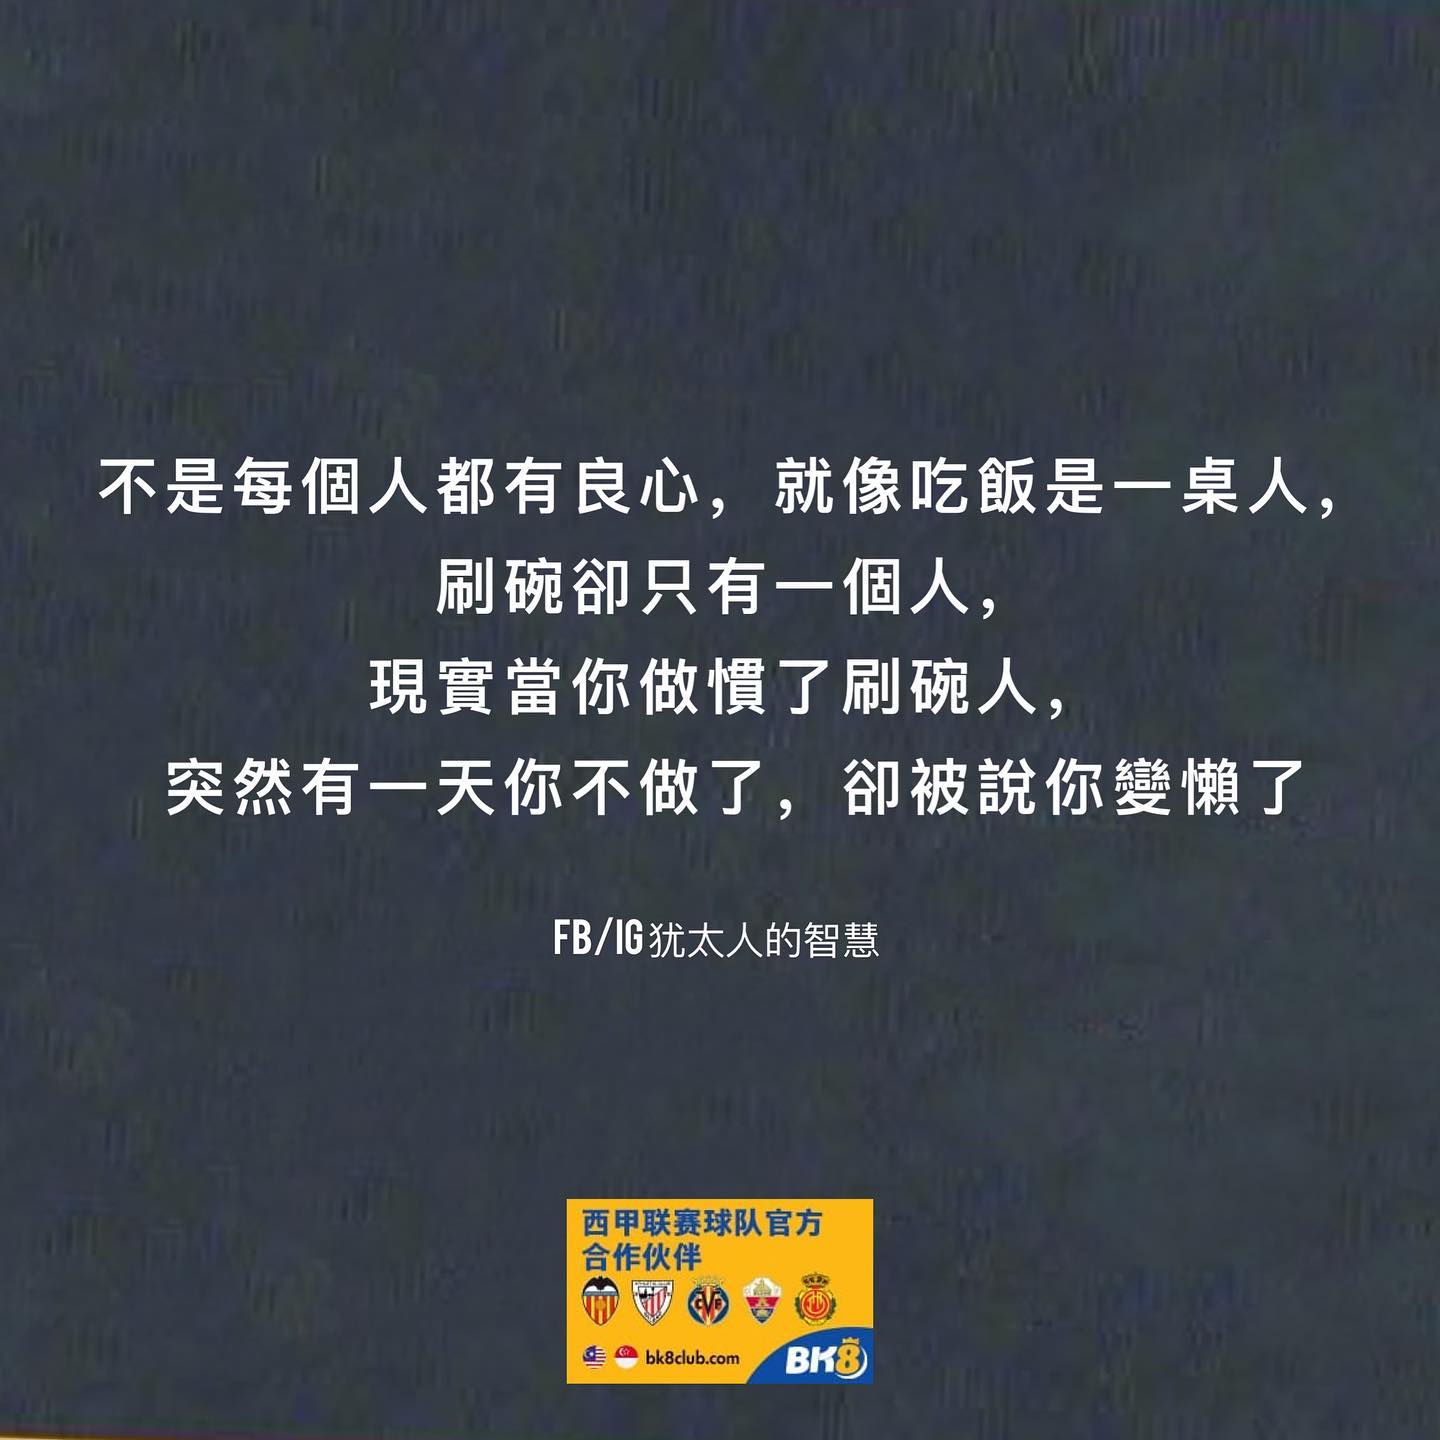 不是每個人都有良心，就像吃飯是一桌人，
刷碗卻只有一個人，
現實當你做慣了刷碗人，
突然有一天你不做了，卻被說你變懶了
FB/IG犹太人的智慧
西甲联赛球队官方
合作伙伴
bk8club.com
BK8